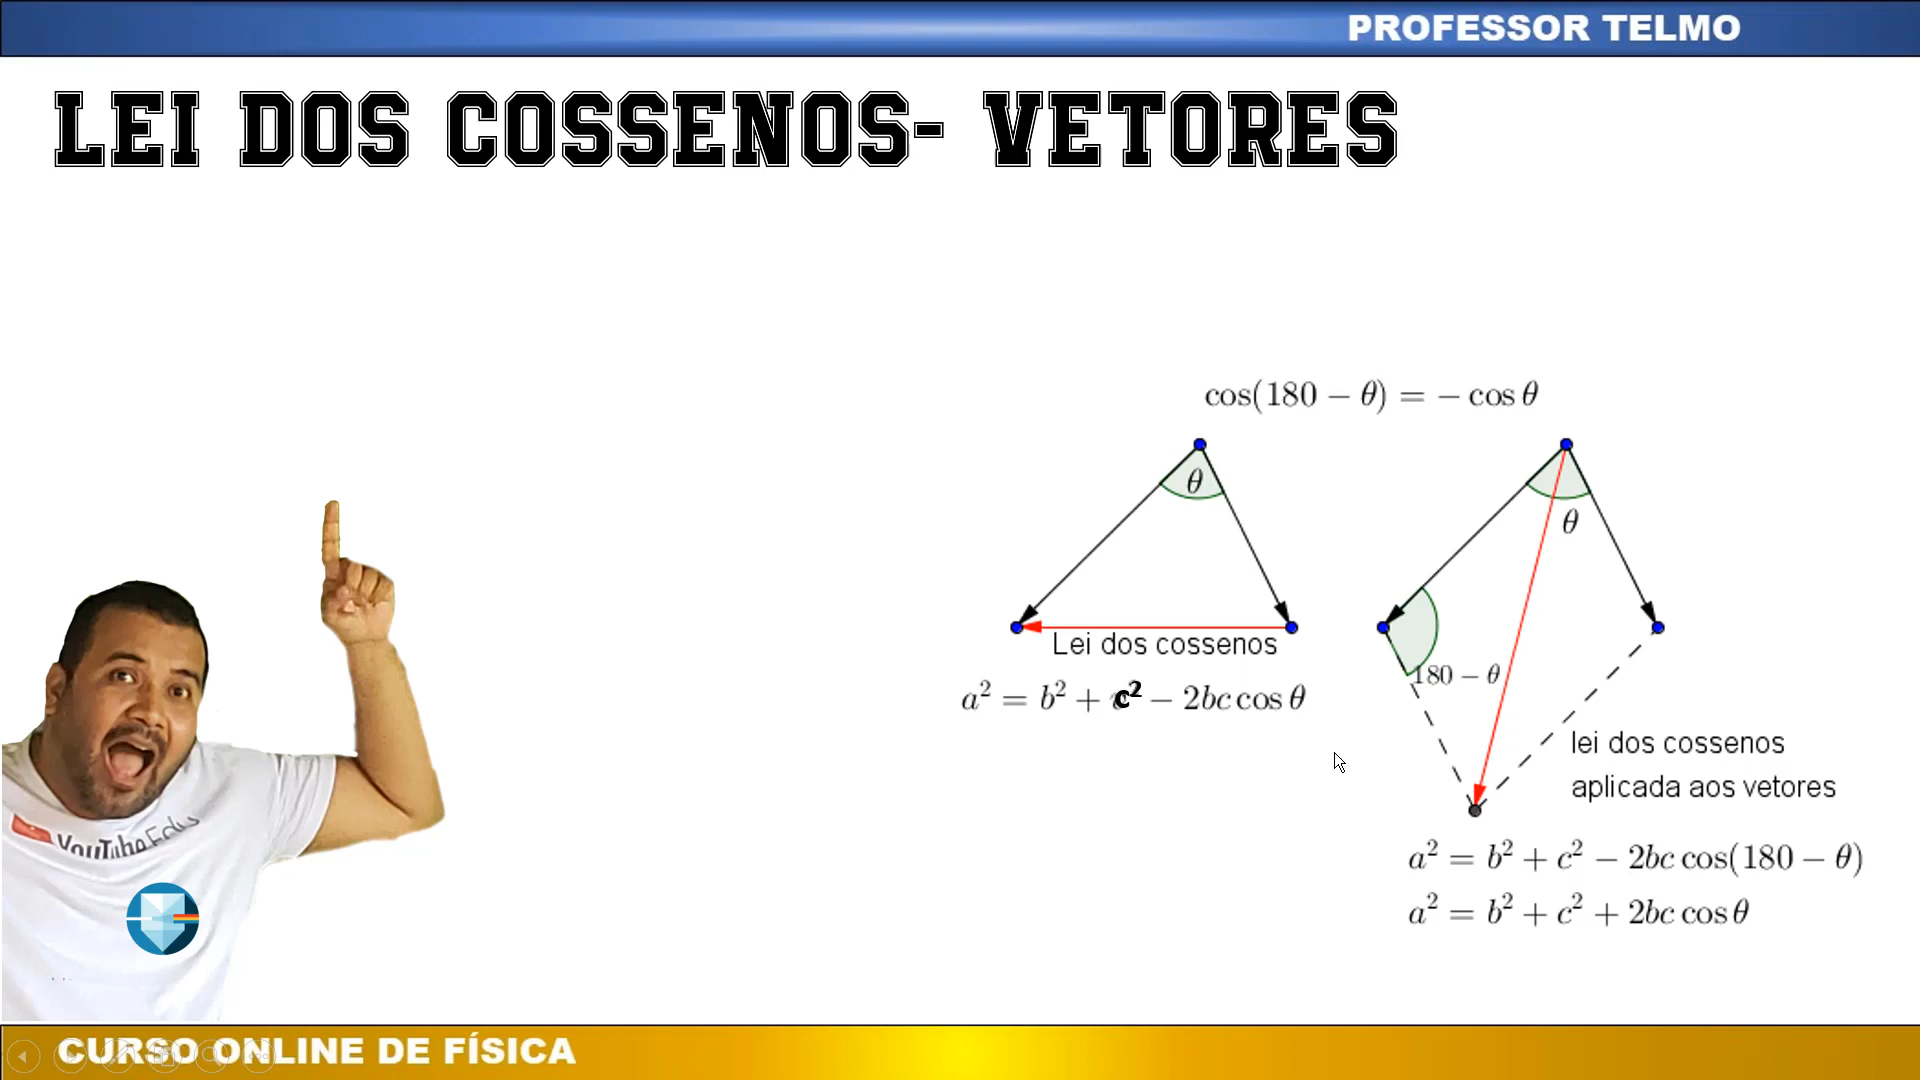 PROFESSOR TELMO
LEI DOS COSSENOS- VETORES
cos(180 − θ) = − cos θ
θ
θ
Lei dos cossenos
180 − θ
a² = b² + c² − 2bc cos θ
lei dos cossenos
aplicada aos vetores
YouTube Edu
a² = b² + c² − 2bc cos(180 − θ)
a² = b² + c² + 2bc cos θ
CURSO ONLINE DE FÍSICA